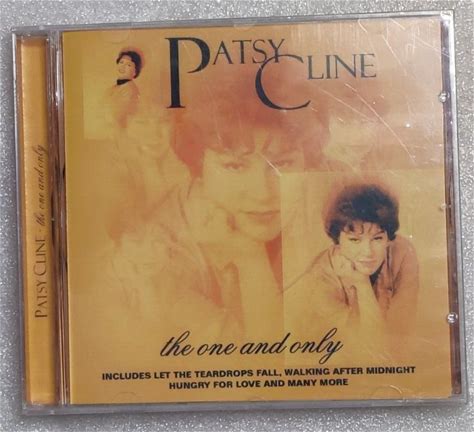 PATSY CLINE
the one and only
INCLUDES LET THE TEARDROPS FALL, WALKING AFTER MIDNIGHT
HUNGRY FOR LOVE AND MANY MORE
PATSY CLINE - the one and only